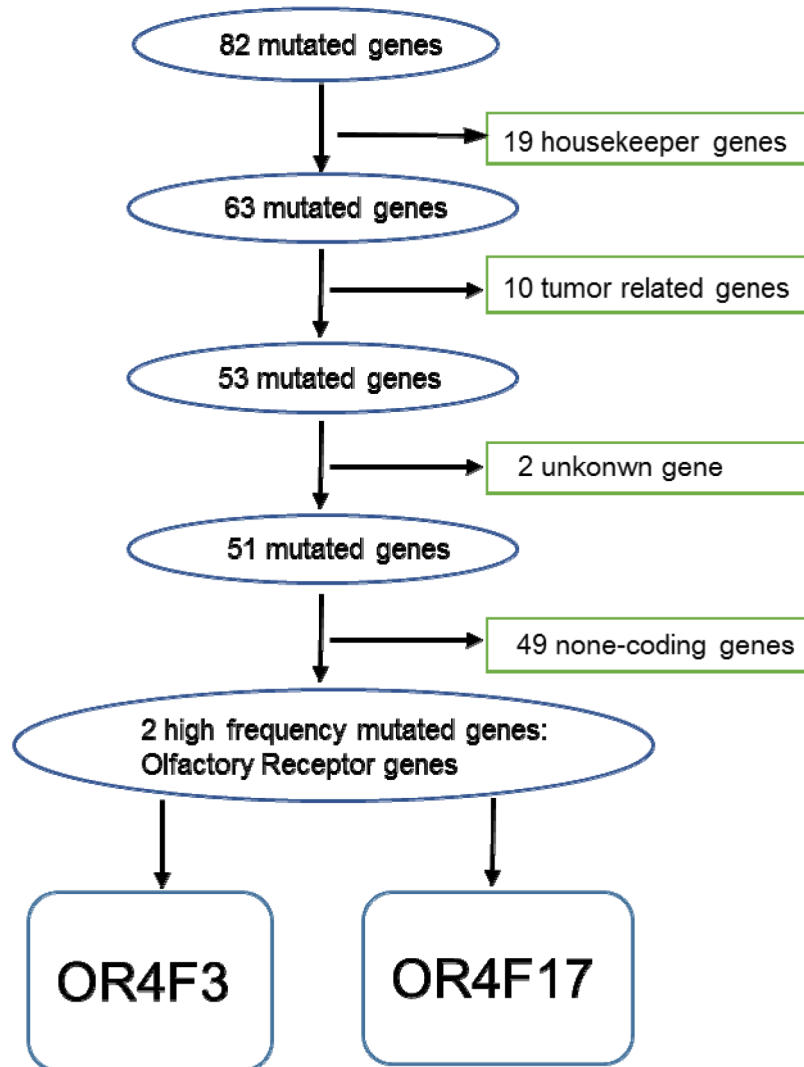 82 mutated genes
19 housekeeper genes
63 mutated genes
10 tumor related genes
53 mutated genes
2 unkonwn gene
51 mutated genes
49 none-coding genes
2 high frequency mutated genes:
Olfactory Receptor genes
OR4F3
OR4F17